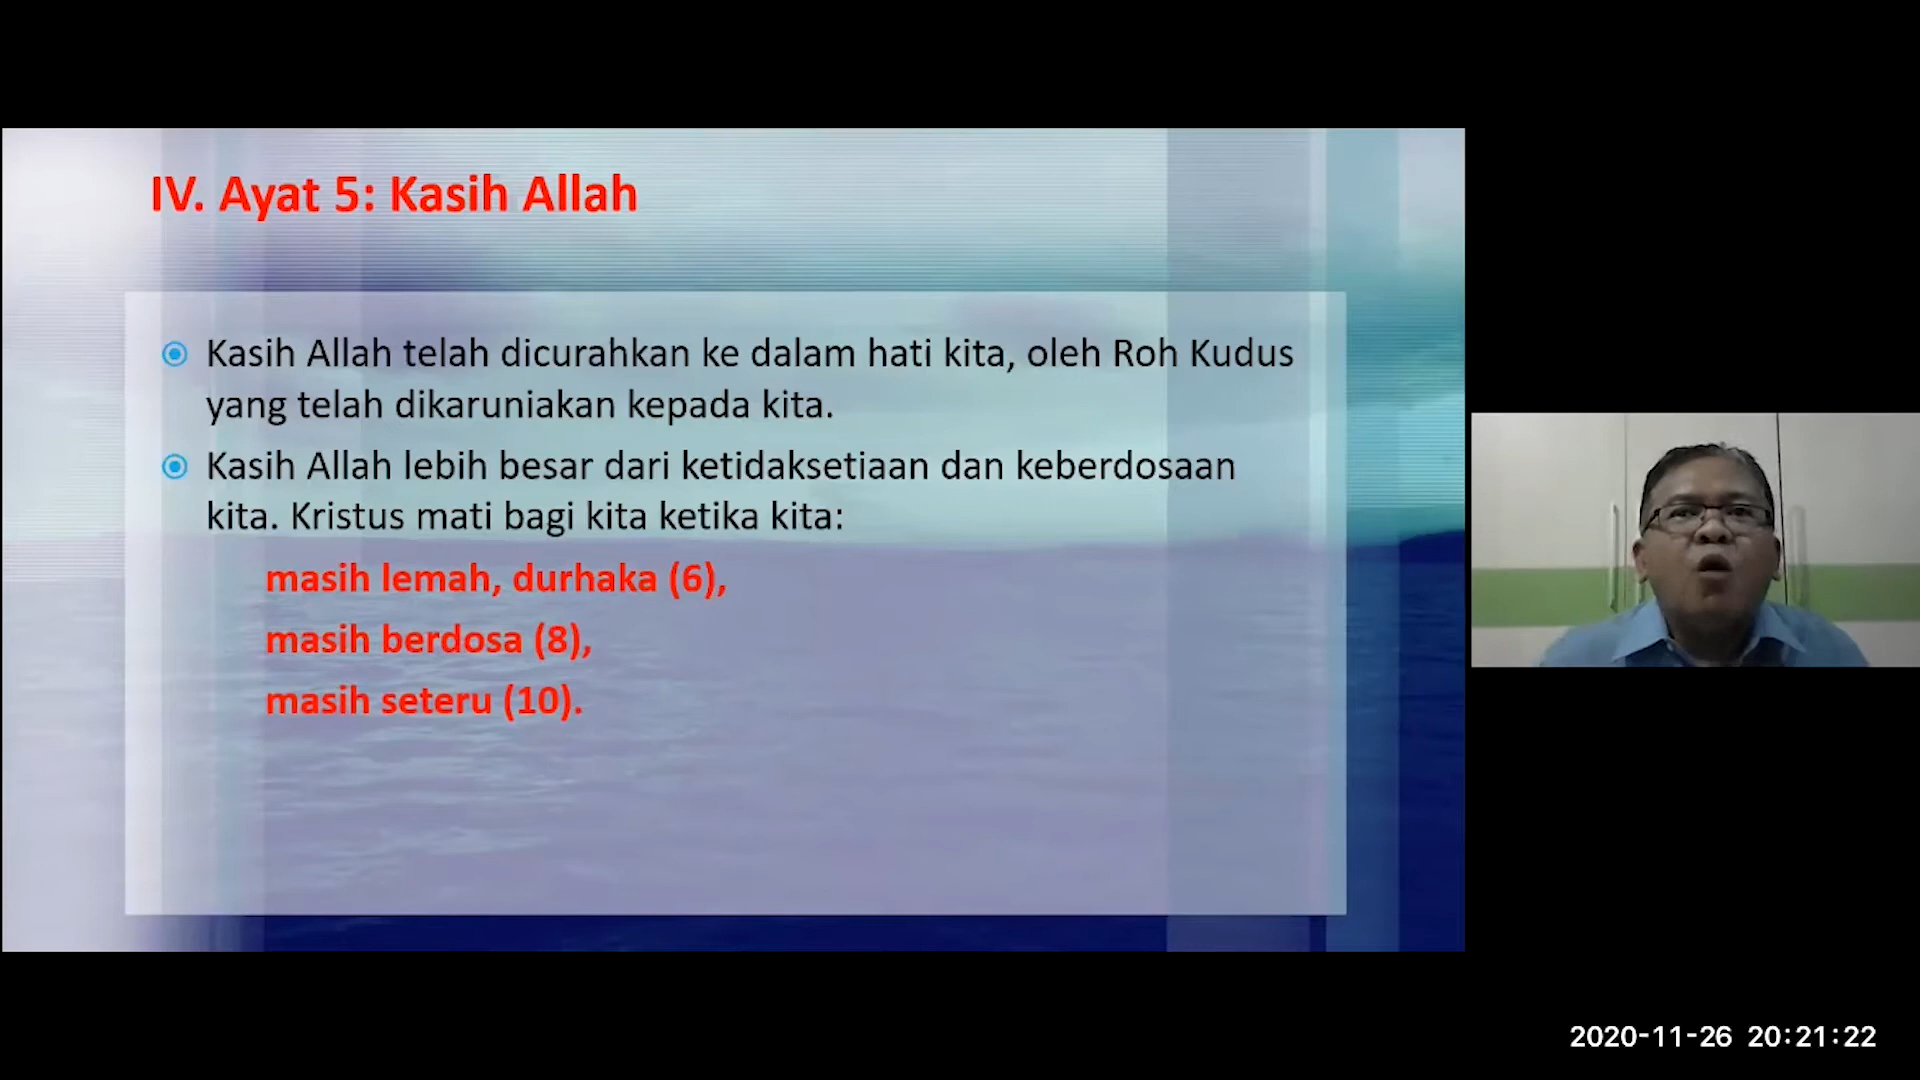 IV. Ayat 5: Kasih Allah
Kasih Allah telah dicurahkan ke dalam hati kita, oleh Roh Kudus
yang telah dikaruniakan kepada kita.
Kasih Allah lebih besar dari ketidaksetiaan dan keberdosaan
kita. Kristus mati bagi kita ketika kita:
masih lemah, durhaka (6),
masih berdosa (8),
masih seteru (10).
2020-11-26 20:21:22